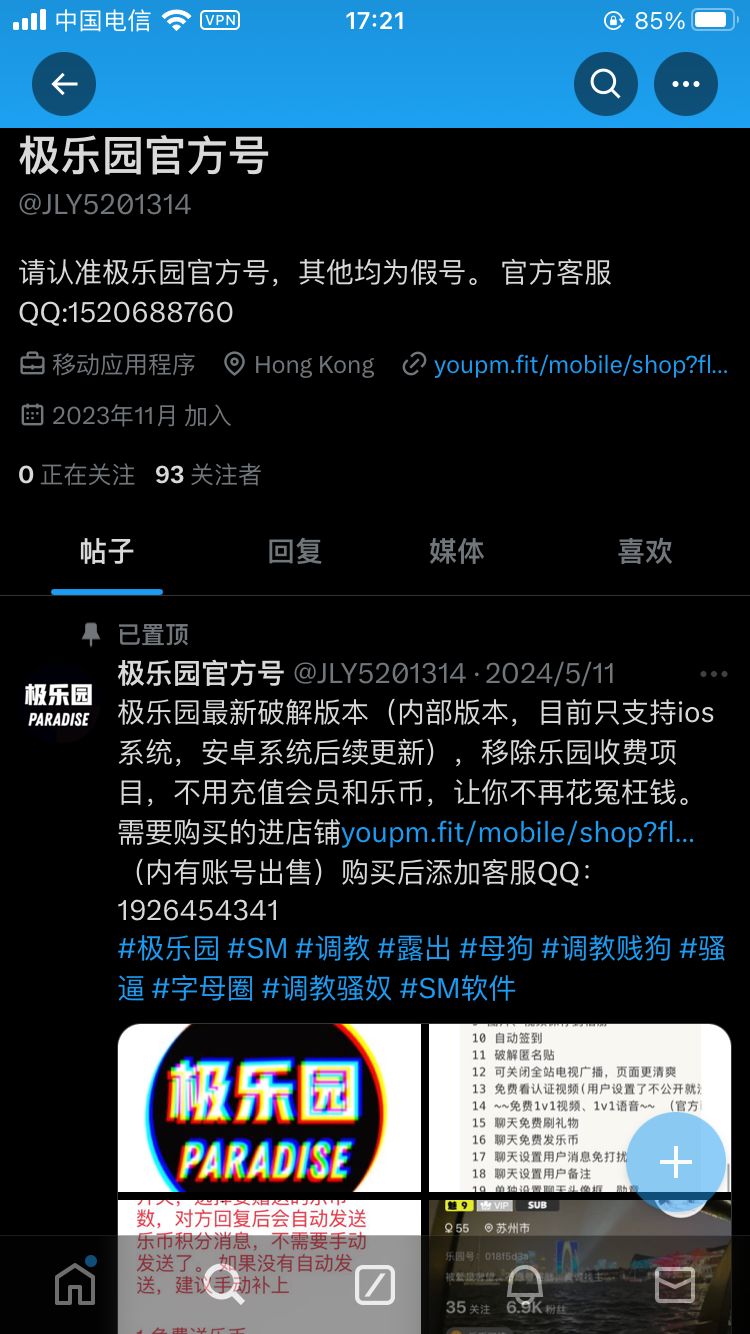 中国电信 VPN 17:21 85%
极乐园官方号
@JLY5201314
请认准极乐园官方号，其他均为假号。 官方客服
QQ:1520688760
移动应用程序 Hong Kong youpm.fit/mobile/shop?fl...
2023年11月 加入
0 正在关注 93 关注者
帖子 回复 媒体 喜欢
已置顶
极乐园官方号 @JLY5201314 · 2024/5/11
极乐园
PARADISE
极乐园最新破解版本（内部版本，目前只支持ios
系统，安卓系统后续更新），移除乐园收费项
目，不用充值会员和乐币，让你不再花冤枉钱。
需要购买的进店铺youpm.fit/mobile/shop?fl...
（内有账号出售）购买后添加客服QQ：
1926454341
#极乐园 #SM #调教 #露出 #母狗 #调教贱狗 #骚
逼 #字母圈 #调教骚奴 #SM软件
极乐园
PARADISE
10 自动签到
11 破解匿名贴
12 可关闭全站电视广播，页面更清爽
13 免费看认证视频(用户设置了不公开就
14 ~~免费1v1视频、1v1语音~~ （官方
15 聊天免费刷礼物
16 聊天免费发乐币
17 聊天设置用户消息免打扰
18 聊天设置用户备注
19 单独设置聊天头像框、勋章
数，对方回复后会自动发送
乐币积分消息，不需要手动
发送了。 如果没有自动发
送，建议手动补上
魅 9 VIP SUB
55 苏州市
乐园号：018f5d3a
35 关注 6.9K 粉丝